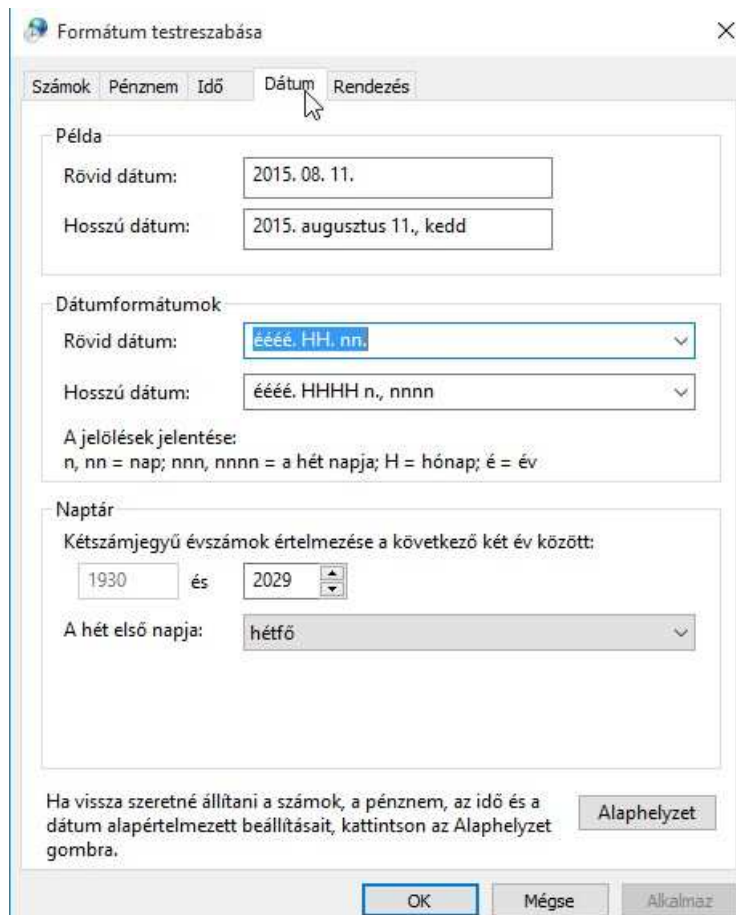 Formátum testreszabása
Számok Pénznem Idő Dátum Rendezés
Példa
Rövid dátum: 2015. 08. 11.
Hosszú dátum: 2015. augusztus 11., kedd
Dátumformátumok
Rövid dátum: éééé. HH. nn.
Hosszú dátum: éééé. HHHH n., nnnn
A jelölések jelentése:
n, nn = nap; nnn, nnnn = a hét napja; H = hónap; é = év
Naptár
Kétszámjegyű évszámok értelmezése a következő két év között:
1930 és 2029
A hét első napja: hétfő
Ha vissza szeretné állítani a számok, a pénznem, az idő és a
dátum alapértelmezett beállításait, kattintson az Alaphelyzet
gombra.
Alaphelyzet
OK Mégse Alkalmaz